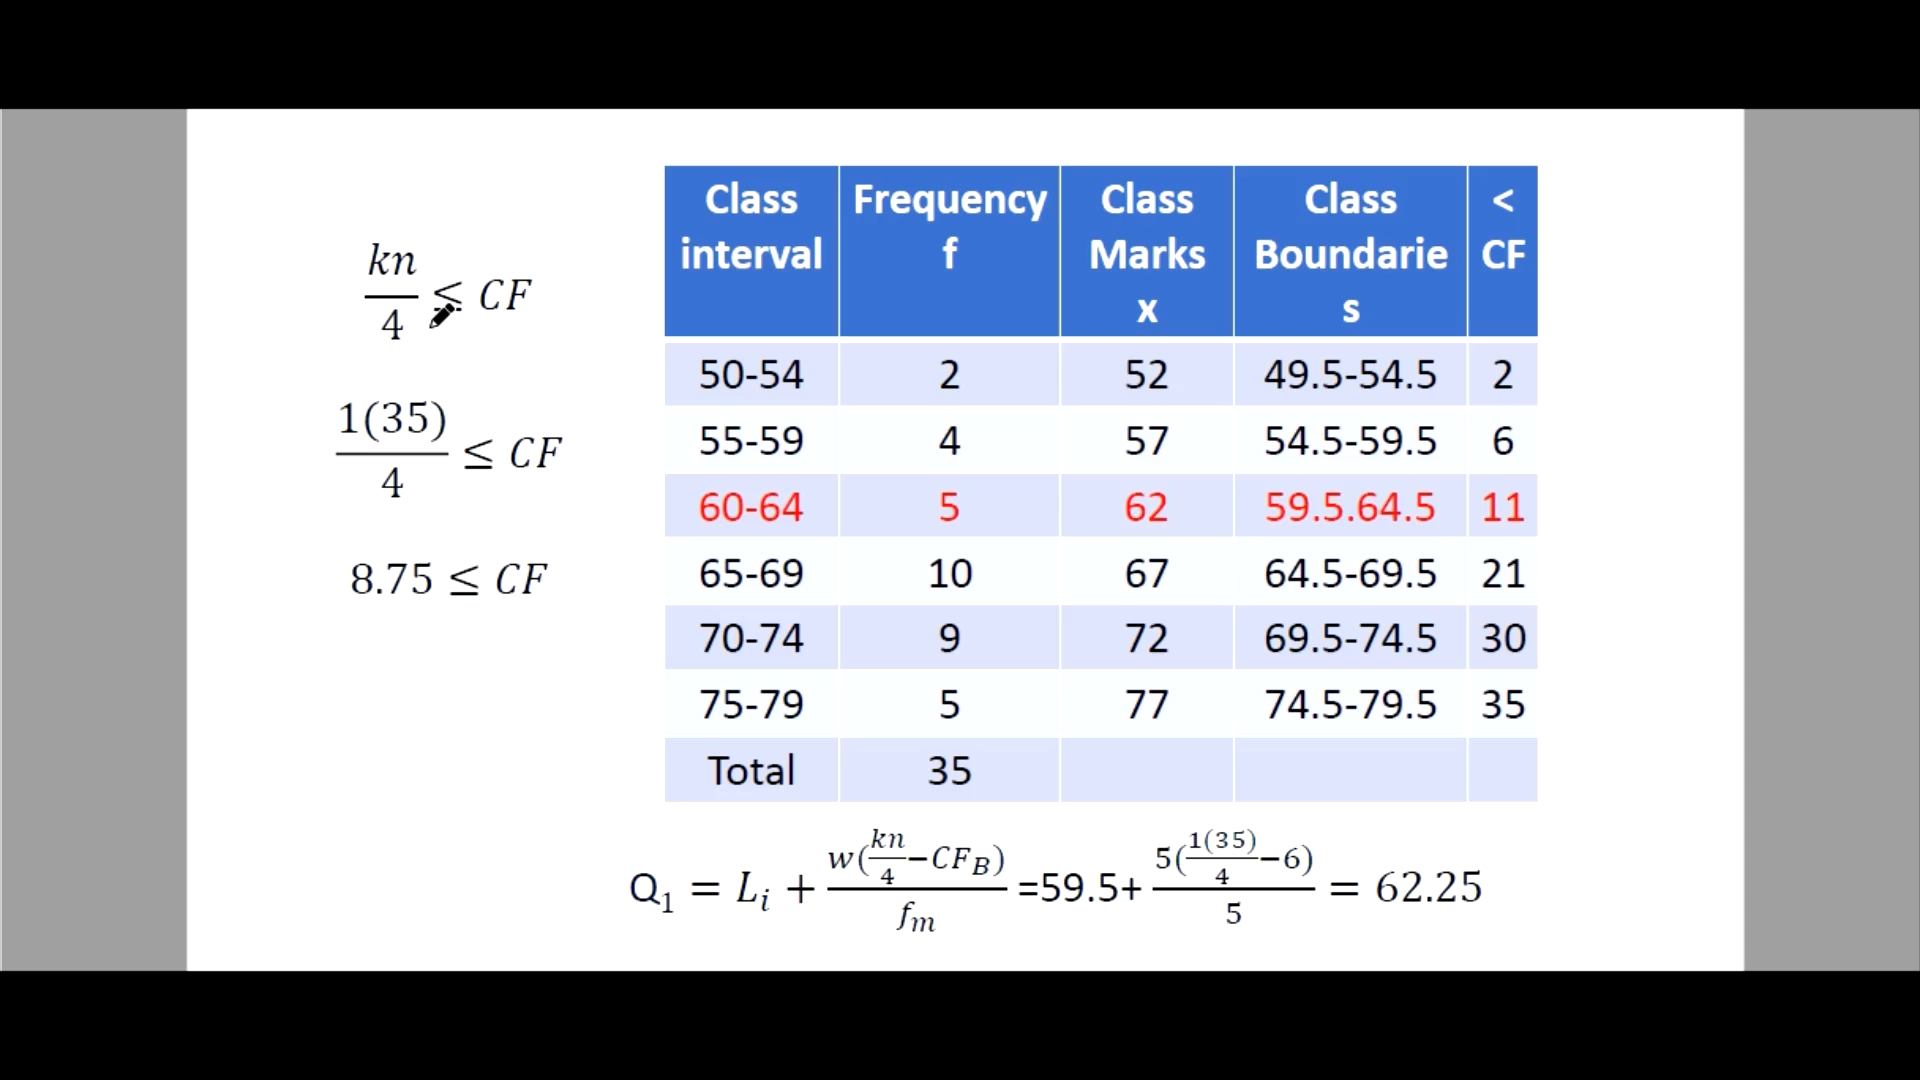 kn/4 ≤ CF
1(35)/4 ≤ CF
8.75 ≤ CF
Class interval Frequency f Class Marks x Class Boundarie s < CF
50-54 2 52 49.5-54.5 2
55-59 4 57 54.5-59.5 6
60-64 5 62 59.5.64.5 11
65-69 10 67 64.5-69.5 21
70-74 9 72 69.5-74.5 30
75-79 5 77 74.5-79.5 35
Total 35
Q₁ = Lᵢ + w(kn/4−CF_B)/fₘ =59.5+ 5(1(35)/4−6)/5 = 62.25